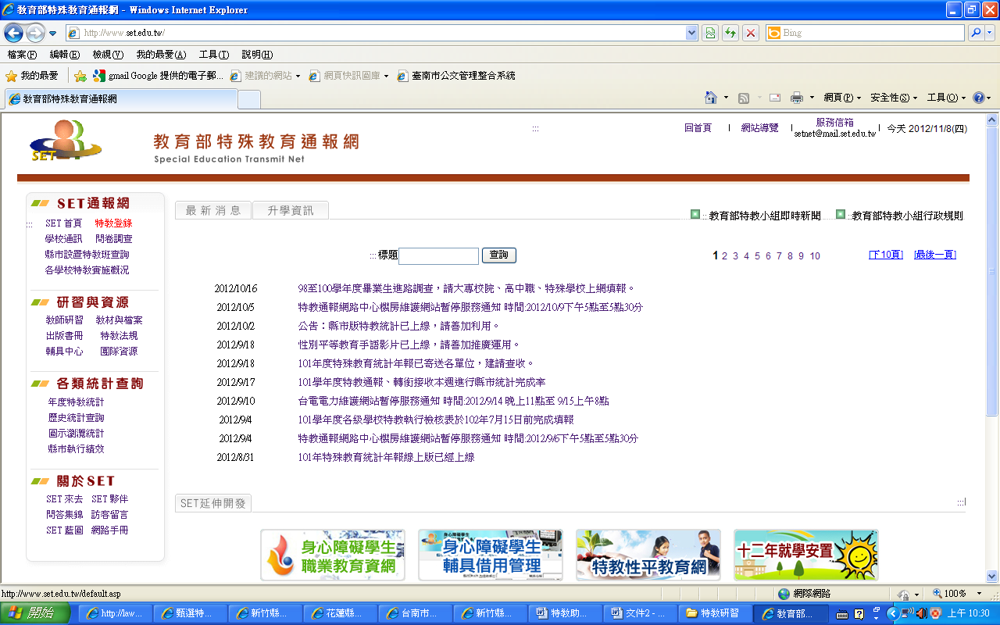 教育部特殊教育通報網 - Windows Internet Explorer
http://www.set.edu.tw/
Bing
檔案(F) 編輯(E) 檢視(V) 我的最愛(A) 工具(T) 說明(H)
我的最愛 gmail Google 提供的電子郵... 建議的網站 網頁快訊圖庫 臺南市公文管理整合系統
教育部特殊教育通報網 網頁(P) 安全性(S) 工具(O)
SET 教育部特殊教育通報網
Special Education Transmit Net
::: 回首頁 | 網站導覽 | 服務信箱 | 今天 2012/11/8(四)
setnet@mail.set.edu.tw
SET通報網
::: SET 首頁 特教登錄
學校通訊 問卷調查
縣市設置特教班查詢
各學校特教實施概況
研習與資源
教師研習 教材與檔案
出版書冊 特教法規
輔具中心 團隊資源
各類統計查詢
年度特教統計
歷史統計查詢
圖示瀏覽統計
縣市執行績效
關於SET
SET 來去 SET 夥伴
問答集錦 訪客留言
SET 藍圖 網路手冊
最新消息 升學資訊
::教育部特教小組即時新聞 ::教育部特教小組行政規則
:::標題 查詢
1 2 3 4 5 6 7 8 9 10 [下10頁] [最後一頁]
2012/10/16 98至100學年度畢業生進路調查，請大專校院、高中職、特殊學校上網填報。
2012/10/5 特教通報網路中心機房維護網站暫停服務通知 時間:2012/10/9下午5點至5點30分
2012/10/2 公告：縣市版特教統計已上線，請善加利用。
2012/9/18 性別平等教育手語影片已上線，請善加推廣運用。
2012/9/18 101年度特殊教育統計年報已寄送各單位，建請查收。
2012/9/17 101學年度特教通報、轉銜接收本週進行縣市統計完成率
2012/9/10 台電電力維護網站暫停服務通知 時間:2012/9/14 晚上11點至 9/15上午8點
2012/9/4 101學年度各級學校特教執行檢核表於102年7月15日前完成填報
2012/9/4 特教通報網路中心機房維護網站暫停服務通知 時間:2012/9/6下午5點至5點30分
2012/8/31 101年特殊教育統計年報線上版已經上線
SET延伸開發 :::|
身心障礙學生
職業教育資網
身心障礙學生
輔具借用管理
特教性平教育網
十二年就學安置
http://www.set.edu.tw/default.asp 網際網路 100%
開始 http://law... 甄選特... 新竹縣... 花蓮縣... 台南市... 新竹縣... 特教助... 文件2 - ... 特教研習 教育部... 上午 10:30